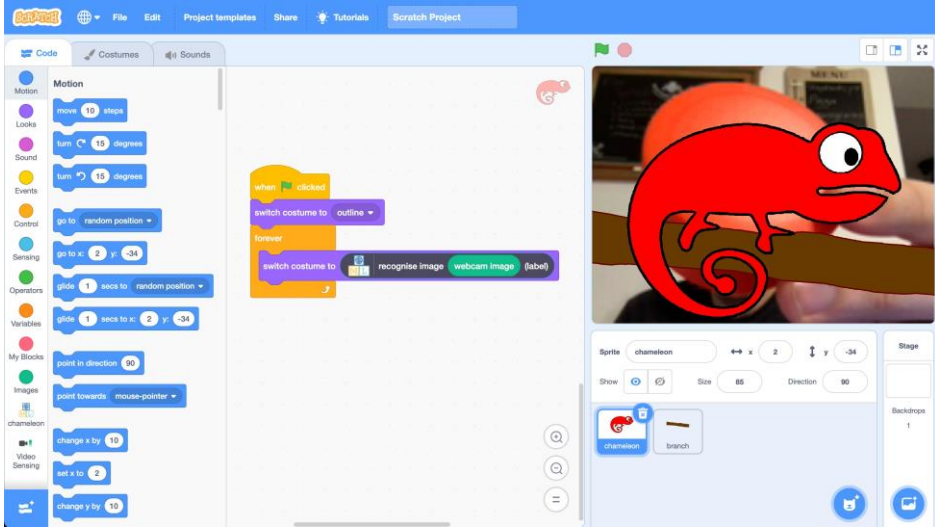 SCRATCH File Edit Project templates Share Tutorials Scratch Project
Code Costumes Sounds
Motion
Looks
Sound
Events
Control
Sensing
Operators
Variables
My Blocks
Images
chameleon
Video
Sensing
Motion
move 10 steps
turn 15 degrees
turn 15 degrees
go to random position
go to x: 2 y: -34
glide 1 secs to random position
glide 1 secs to x: 2 y: -34
point in direction 90
point towards mouse-pointer
change x by 10
set x to 2
change y by 10
when clicked
switch costume to outline
forever
switch costume to recognise image webcam image (label)
MENU
Sprite chameleon x 2 y -34
Show Size 85 Direction 90
chameleon branch
Stage
Backdrops
1